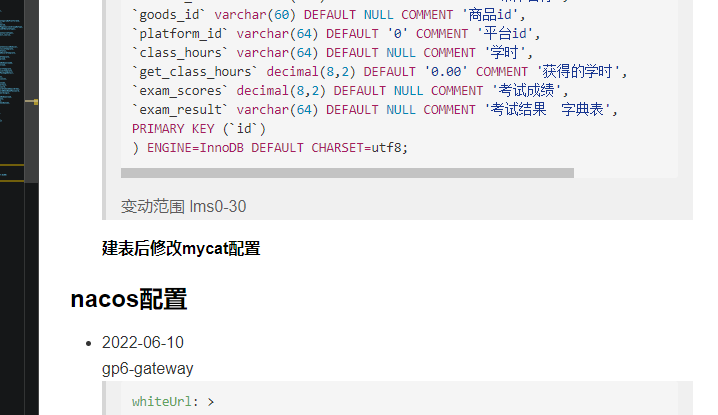 `goods_id` varchar(60) DEFAULT NULL COMMENT '商品id',
`platform_id` varchar(64) DEFAULT '0' COMMENT '平台id',
`class_hours` varchar(64) DEFAULT NULL COMMENT '学时',
`get_class_hours` decimal(8,2) DEFAULT '0.00' COMMENT '获得的学时',
`exam_scores` decimal(8,2) DEFAULT NULL COMMENT '考试成绩',
`exam_result` varchar(64) DEFAULT NULL COMMENT '考试结果  字典表',
PRIMARY KEY (`id`)
) ENGINE=InnoDB DEFAULT CHARSET=utf8;
变动范围 lms0-30
建表后修改mycat配置
nacos配置
• 2022-06-10
gp6-gateway
whiteUrl: >